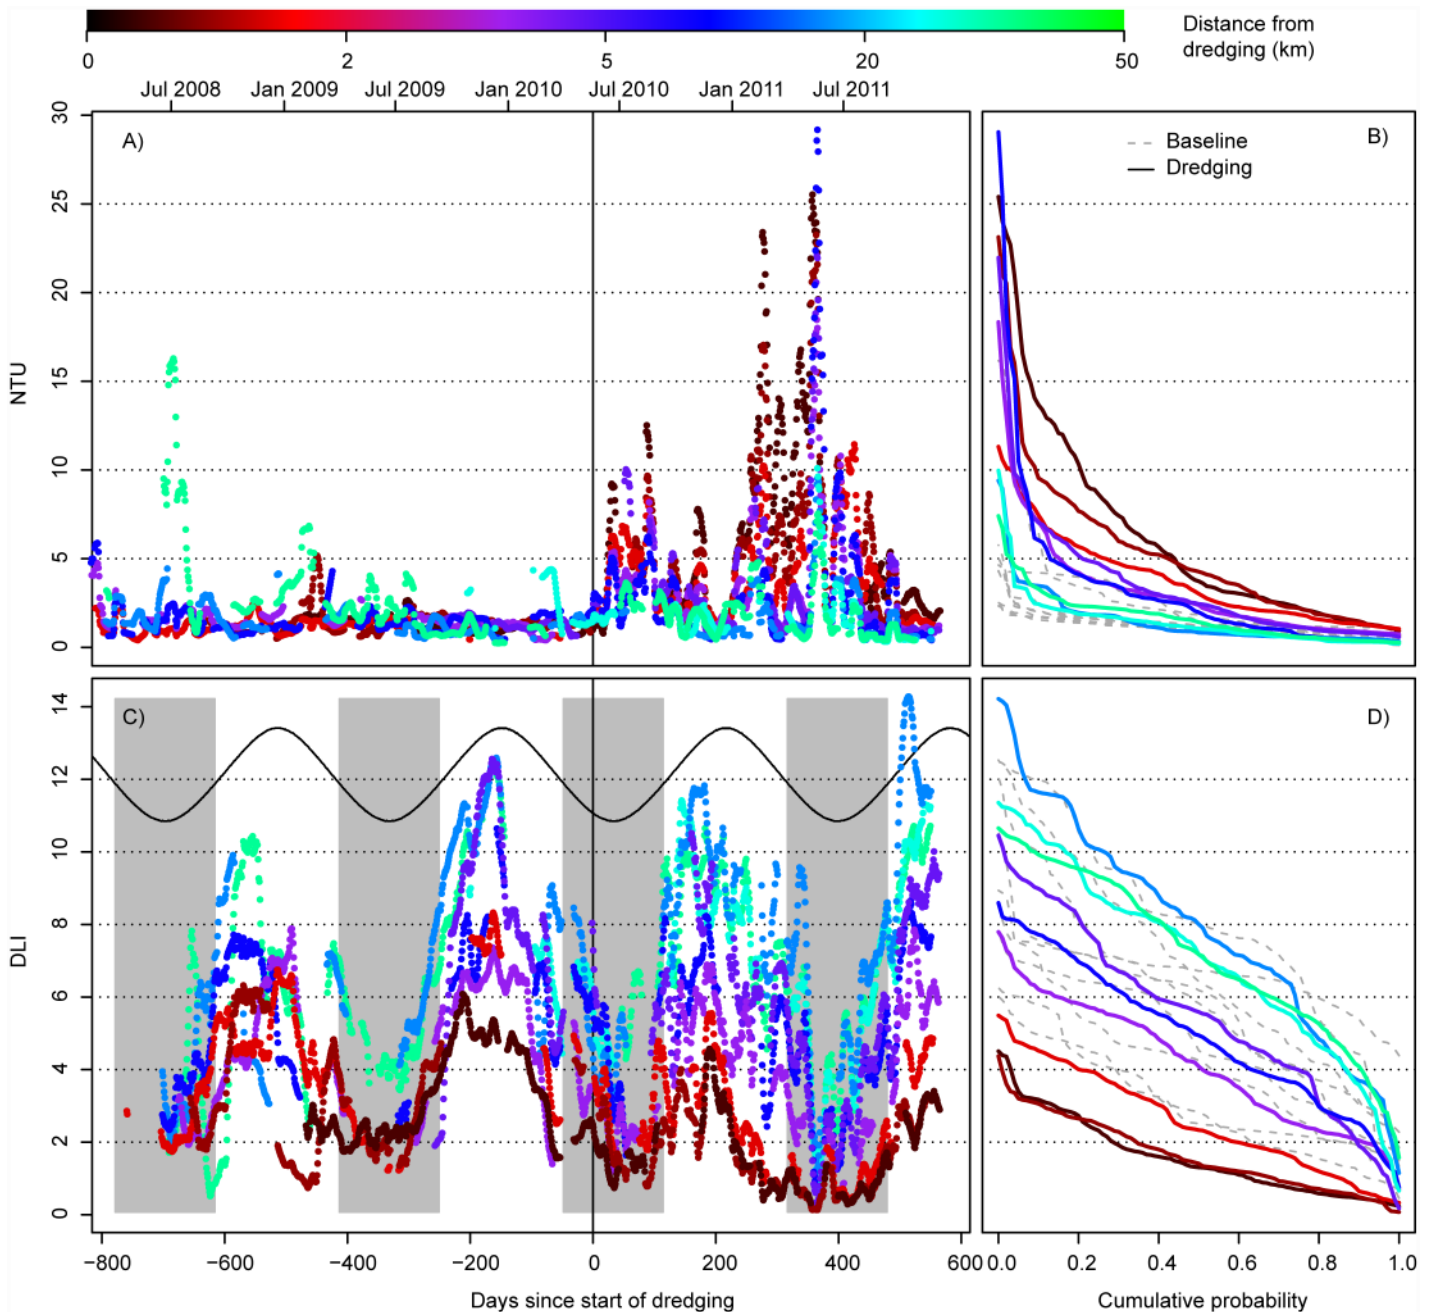 0 2 5 20 50
Distance from
dredging (km)
Jul 2008 Jan 2009 Jul 2009 Jan 2010 Jul 2010 Jan 2011 Jul 2011
A)
B)
Baseline
Dredging
30
25
20
15
10
5
0
NTU
C)
D)
14
12
10
8
6
4
2
0
DLI
−800 −600 −400 −200 0 200 400 600
0.0 0.2 0.4 0.6 0.8 1.0
Days since start of dredging
Cumulative probability